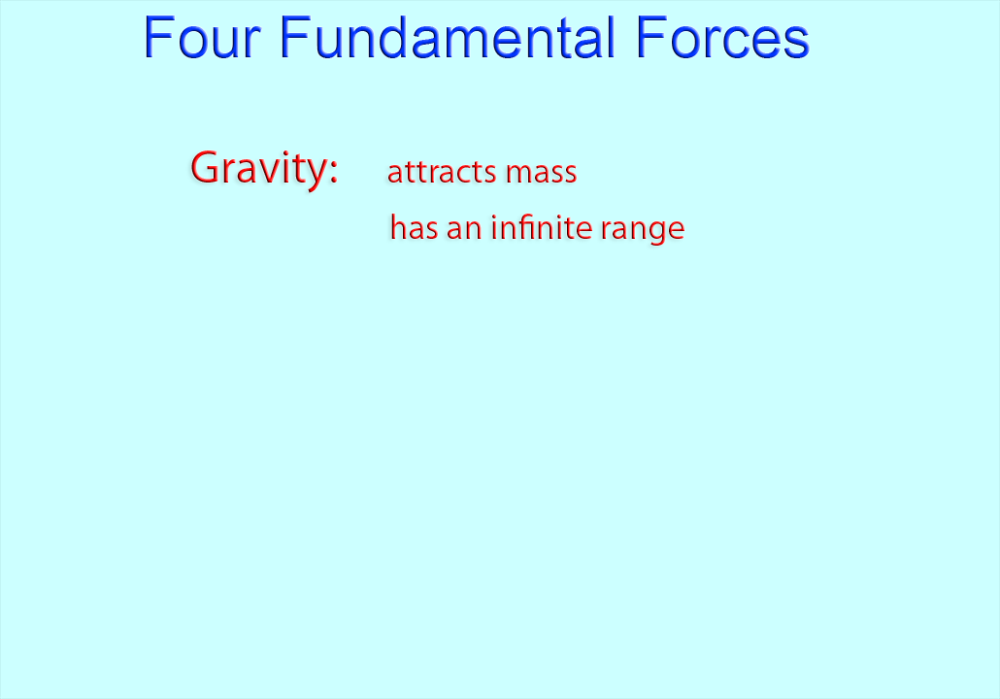 Four Fundamental Forces
Gravity: attracts mass
has an infinite range